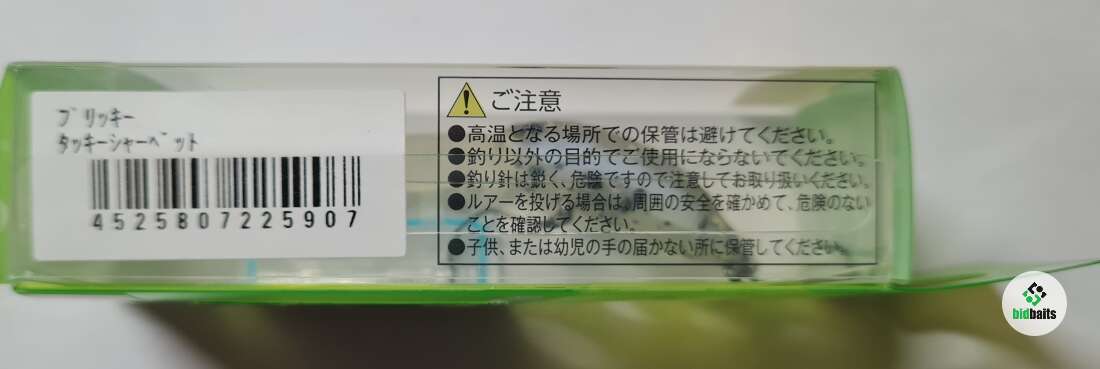 ブリッキー
タッキーシャーベット
4525807225907
ご注意
●高温となる場所での保管は避けてください。
●釣り以外の目的でご使用にならないでください。
●釣り針は鋭く、危険ですので注意してお取り扱いください。
●ルアーを投げる場合は、周囲の安全を確かめて、危険のない
ことを確認してください。
●子供、または幼児の手の届かない所に保管してください。
bidbaits